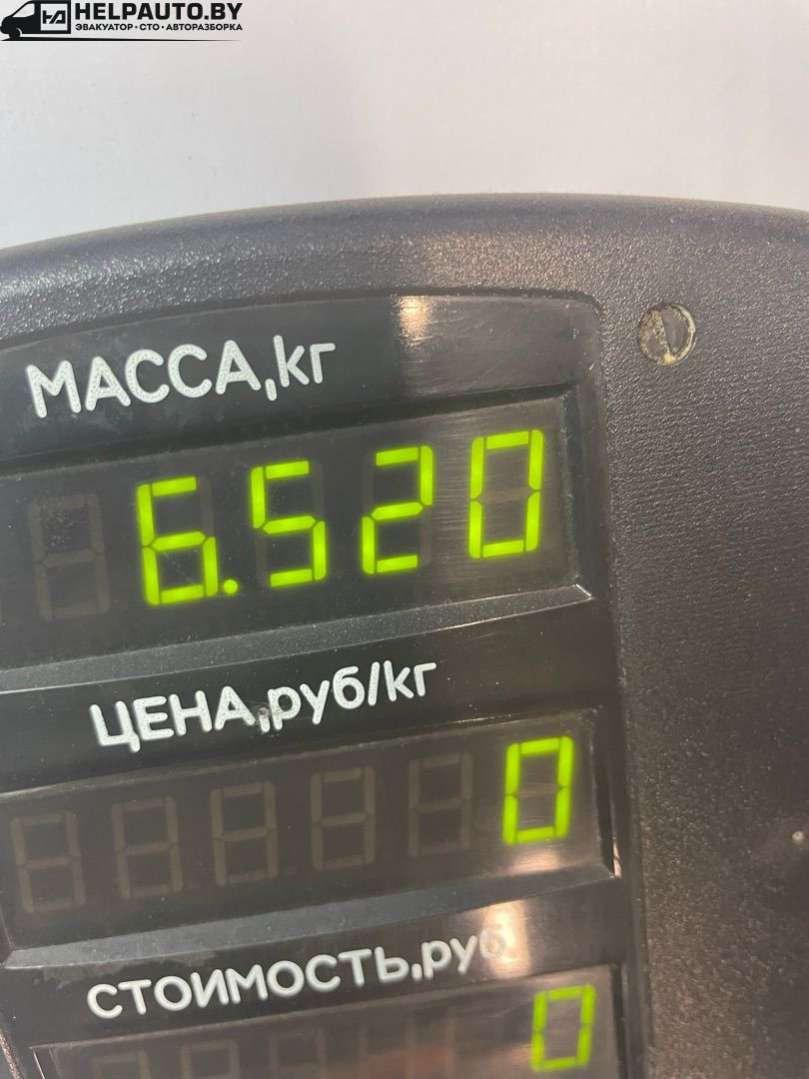 HELPAUTO.BY
ЭВАКУАТОР · СТО · АВТОРАЗБОРКА
МАССА,кг
6.520
ЦЕНА,руб/кг
0
СТОИМОСТЬ,руб
0